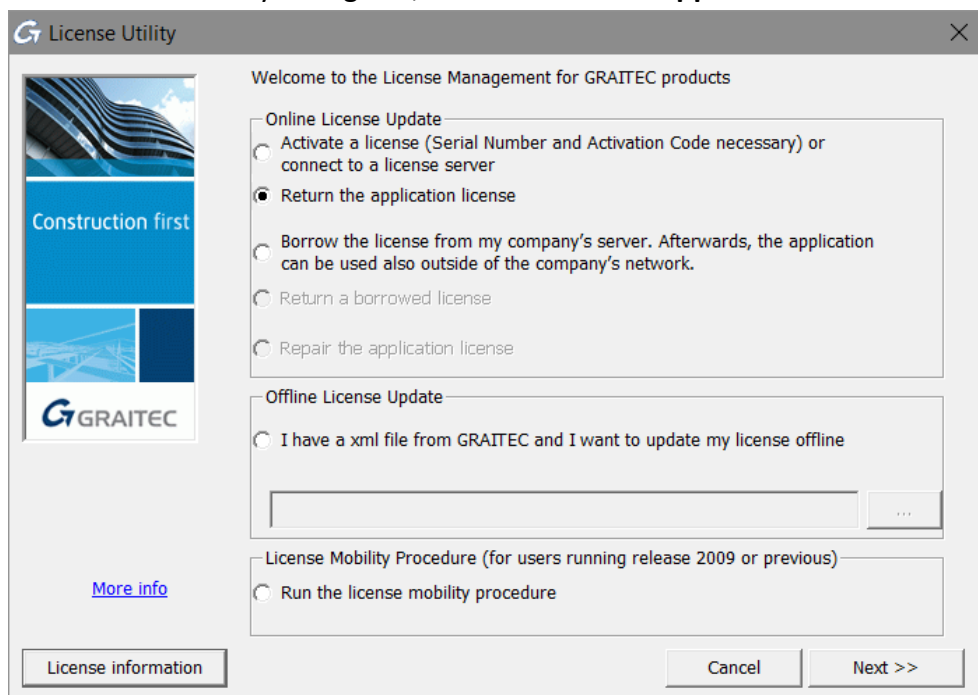 License Utility
Welcome to the License Management for GRAITEC products
Online License Update
Activate a license (Serial Number and Activation Code necessary) or
connect to a license server
Return the application license
Construction first
Borrow the license from my company's server. Afterwards, the application
can be used also outside of the company's network.
Return a borrowed license
Repair the application license
GRAITEC
Offline License Update
I have a xml file from GRAITEC and I want to update my license offline
...
License Mobility Procedure (for users running release 2009 or previous)
More info
Run the license mobility procedure
License information
Cancel
Next >>